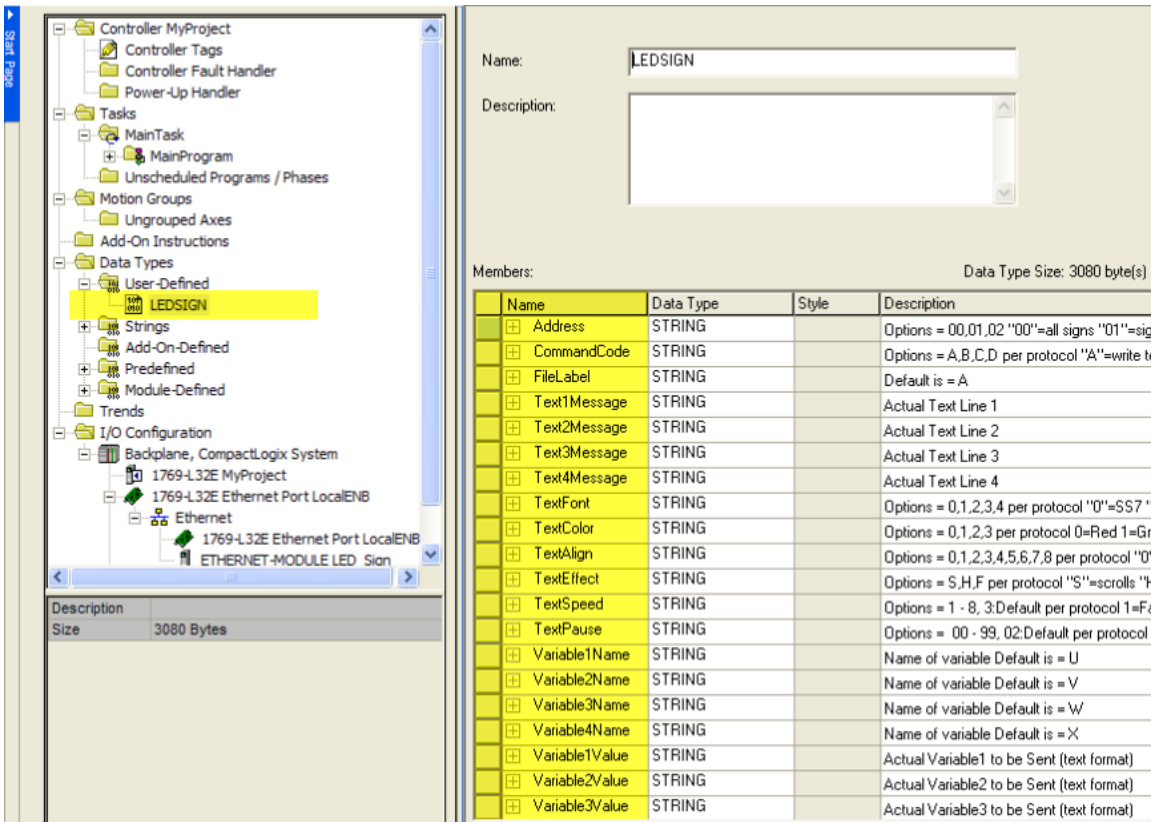 Start Page
Controller MyProject
Controller Tags
Controller Fault Handler
Power-Up Handler
Tasks
MainTask
MainProgram
Unscheduled Programs / Phases
Motion Groups
Ungrouped Axes
Add-On Instructions
Data Types
User-Defined
LEDSIGN
Strings
Add-On-Defined
Predefined
Module-Defined
Trends
I/O Configuration
Backplane, CompactLogix System
1769-L32E MyProject
1769-L32E Ethernet Port LocalENB
Ethernet
1769-L32E Ethernet Port LocalENB
ETHERNET-MODULE LED_Sign
Description
Size 3080 Bytes
Name: LEDSIGN
Description:
Members: Data Type Size: 3080 byte(s)
Name Data Type Style Description
Address STRING Options = 00,01,02 "00"=all signs "01"=sig
CommandCode STRING Options = A,B,C,D per protocol "A"=write t
FileLabel STRING Default is = A
Text1Message STRING Actual Text Line 1
Text2Message STRING Actual Text Line 2
Text3Message STRING Actual Text Line 3
Text4Message STRING Actual Text Line 4
TextFont STRING Options = 0,1,2,3,4 per protocol "0"=SS7 "
TextColor STRING Options = 0,1,2,3 per protocol 0=Red 1=Gr
TextAlign STRING Options = 0,1,2,3,4,5,6,7,8 per protocol "0"
TextEffect STRING Options = S,H,F per protocol "S"=scrolls "H
TextSpeed STRING Options = 1 - 8, 3:Default per protocol 1=Fa
TextPause STRING Options = 00 - 99, 02:Default per protocol
Variable1Name STRING Name of variable Default is = U
Variable2Name STRING Name of variable Default is = V
Variable3Name STRING Name of variable Default is = W
Variable4Name STRING Name of variable Default is = X
Variable1Value STRING Actual Variable1 to be Sent (text format)
Variable2Value STRING Actual Variable2 to be Sent (text format)
Variable3Value STRING Actual Variable3 to be Sent (text format)